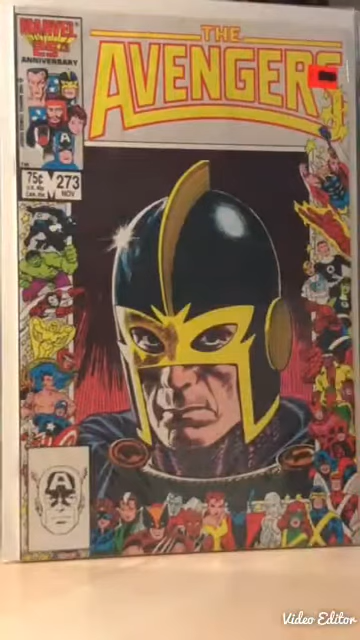 MARVEL
25TH
ANNIVERSARY
THE
AVENGERS
75¢
273
NOV
Video Editor